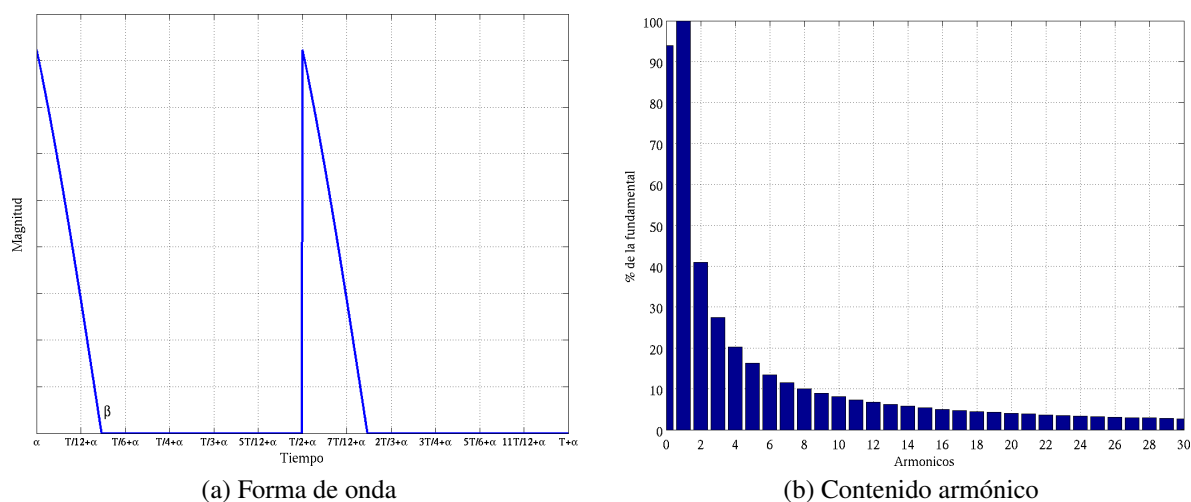 Magnitud
β
α T/12+α T/6+α T/4+α T/3+α 5T/12+α T/2+α 7T/12+α 2T/3+α 3T/4+α 5T/6+α 11T/12+α T+α
Tiempo
(a) Forma de onda
% de la fundamental
100
90
80
70
60
50
40
30
20
10
0
0 2 4 6 8 10 12 14 16 18 20 22 24 26 28 30
Armonicos
(b) Contenido armónico